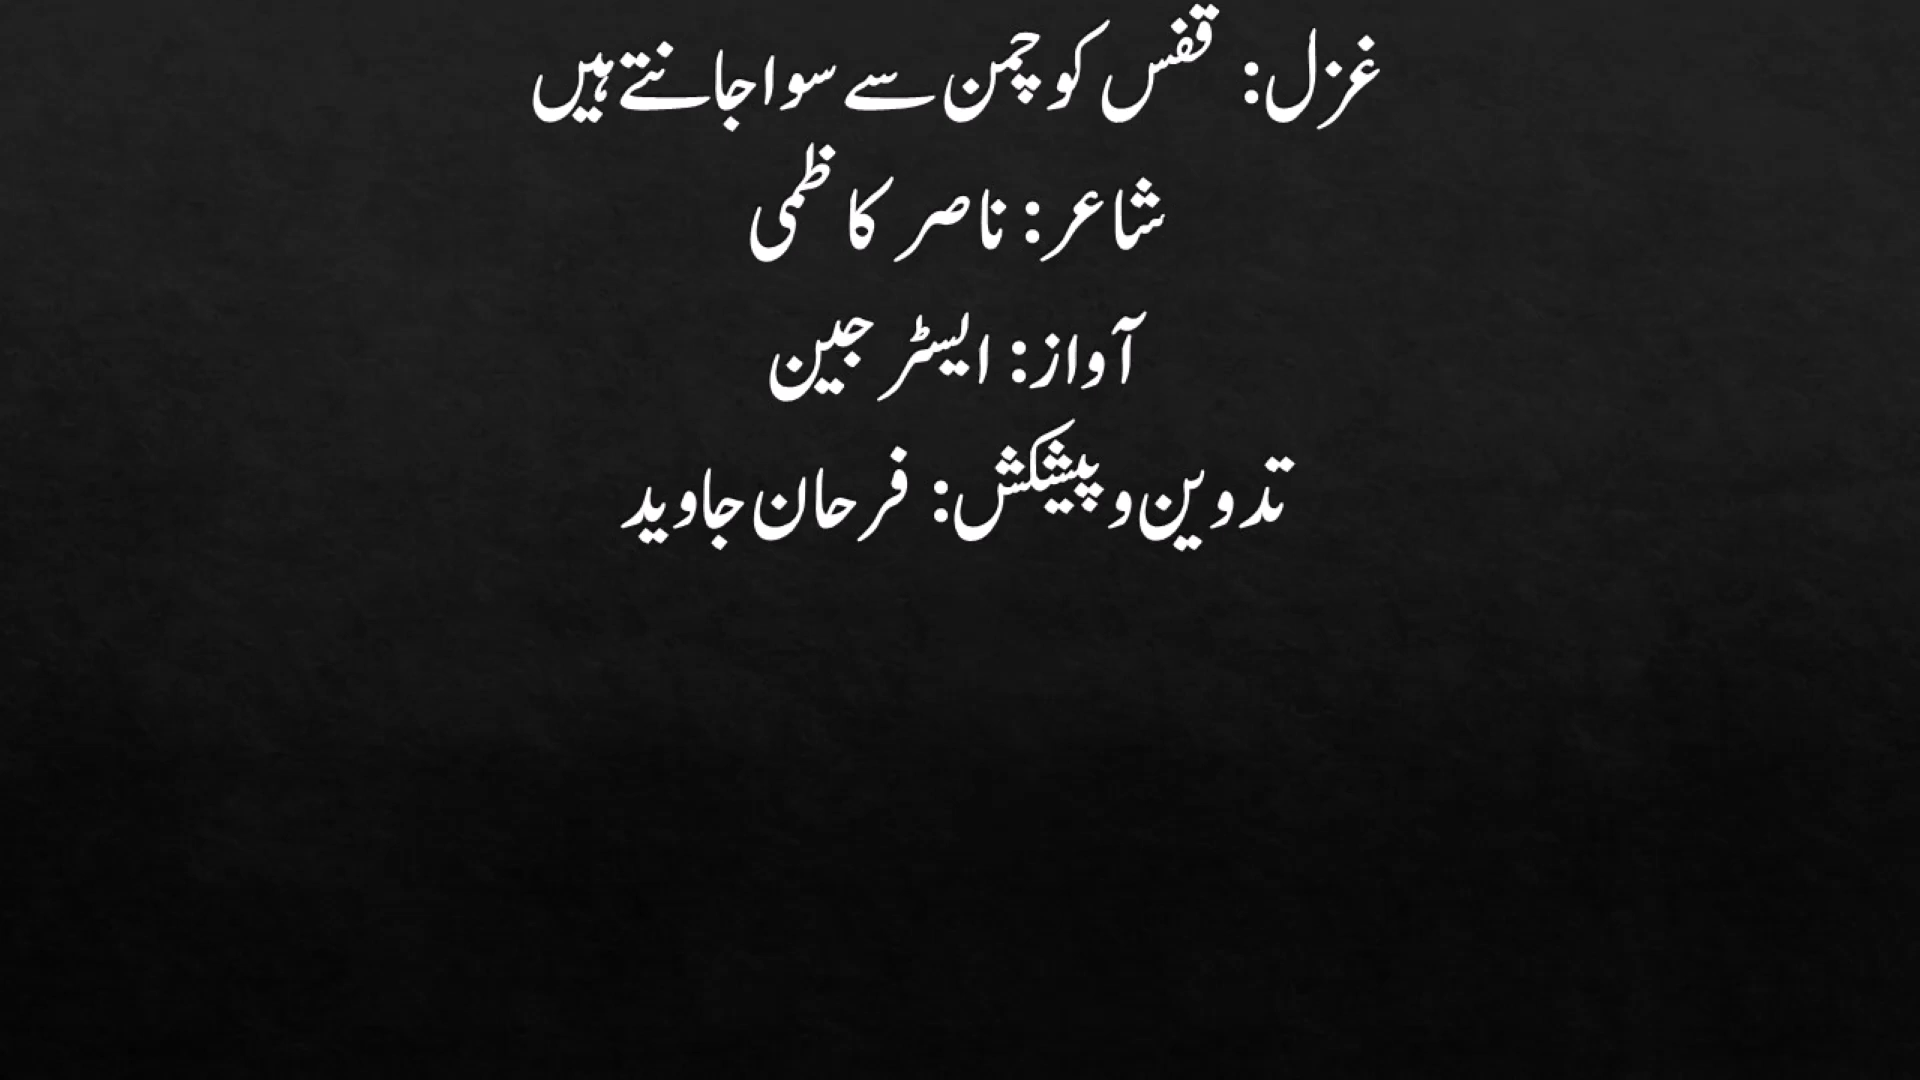 غزل: قفس کو چمن سے سوا جانتے ہیں
شاعر: ناصر کاظمی
آواز: ایسٹر جین
تدوین و پیشکش: فرحان جاوید